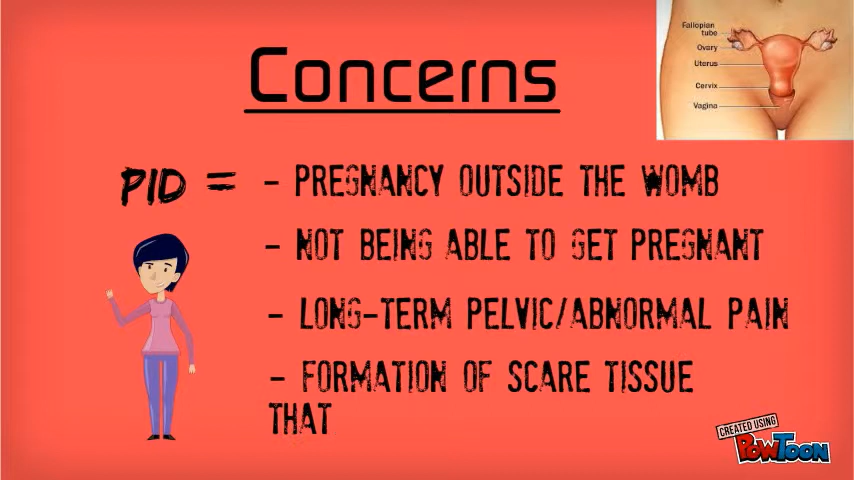 Concerns
Fallopian
tube
Ovary
Uterus
Cervix
Vagina
PID = - PREGNANCY OUTSIDE THE WOMB
- NOT BEING ABLE TO GET PREGNANT
- LONG-TERM PELVIC/ABNORMAL PAIN
- FORMATION OF SCARE TISSUE
THAT
CREATED USING
POWTOON